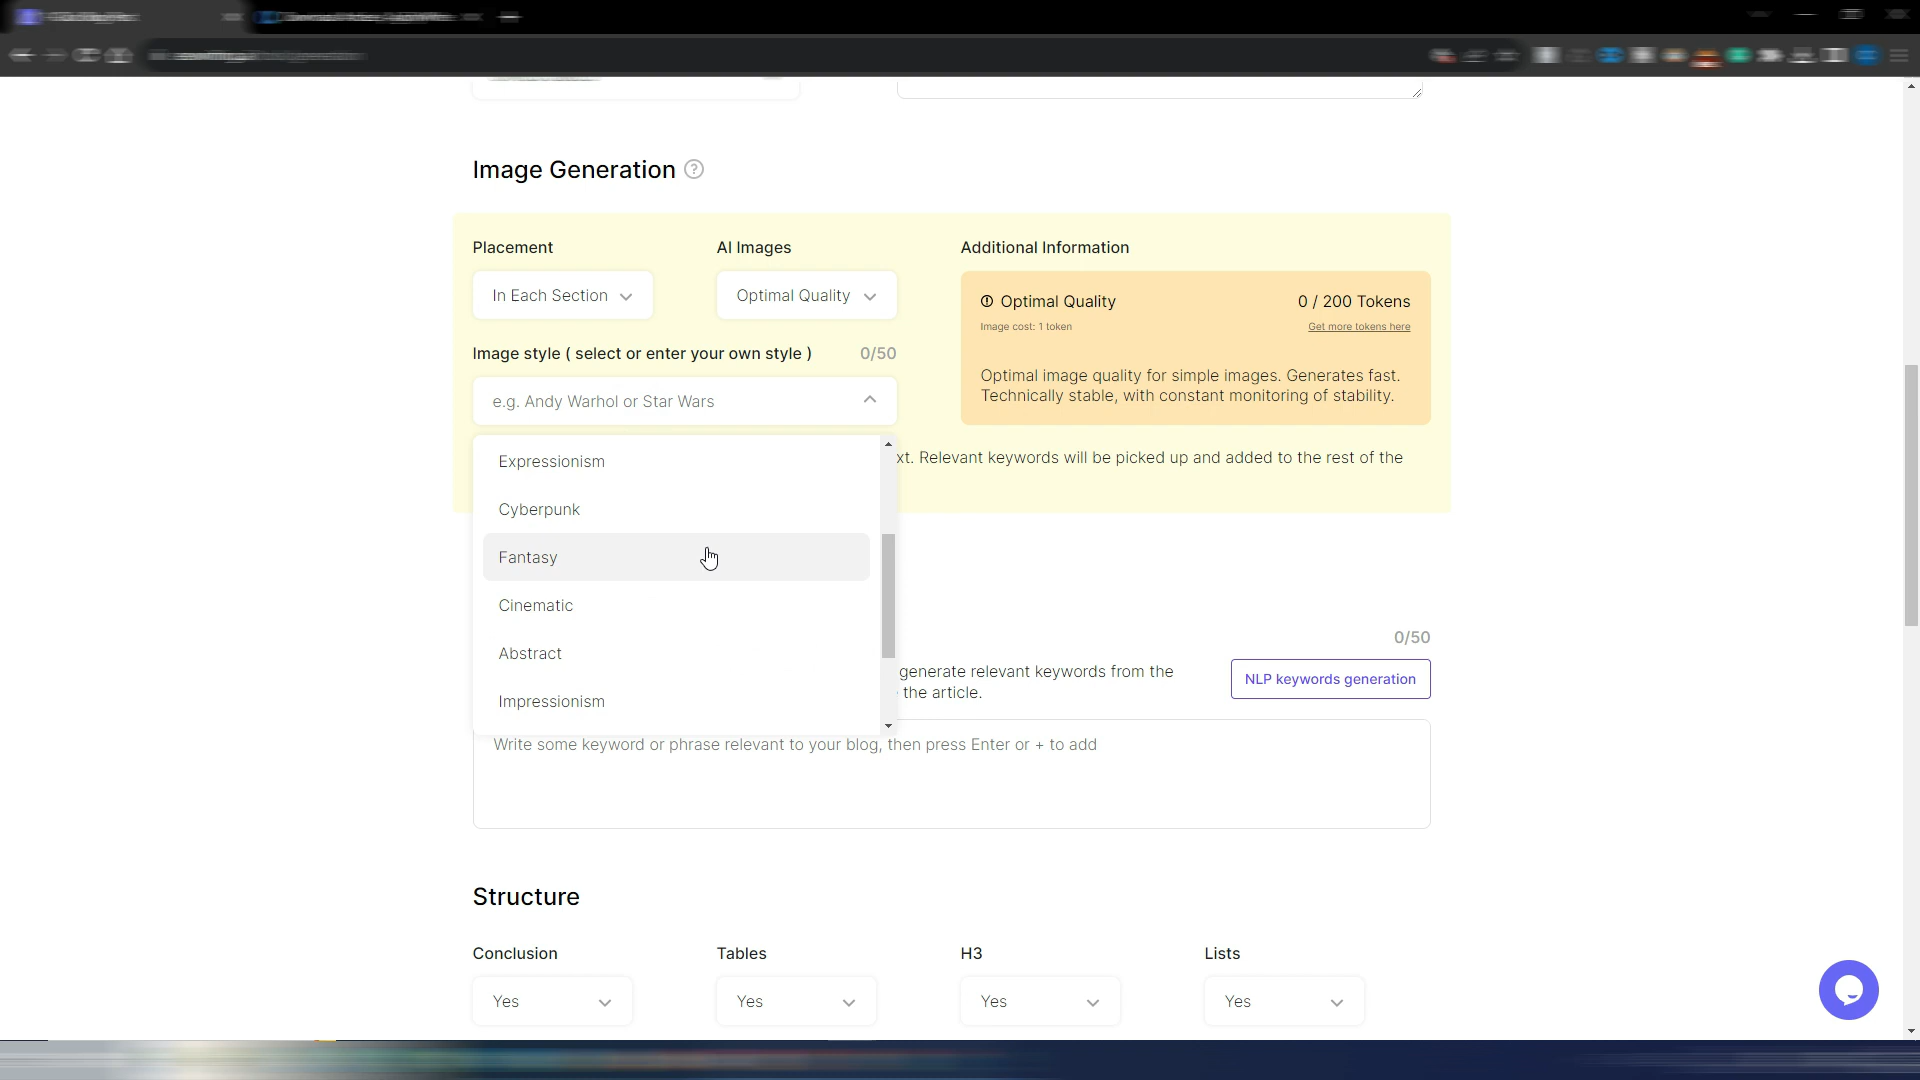 Image Generation ?
Placement
AI Images
Additional Information
In Each Section
Optimal Quality
Optimal Quality
0 / 200 Tokens
Image cost: 1 token
Get more tokens here
Image style ( select or enter your own style )
0/50
Optimal image quality for simple images. Generates fast.
Technically stable, with constant monitoring of stability.
e.g. Andy Warhol or Star Wars
xt. Relevant keywords will be picked up and added to the rest of the
Expressionism
Cyberpunk
Fantasy
Cinematic
Abstract
Impressionism
0/50
generate relevant keywords from the
the article.
NLP keywords generation
Write some keyword or phrase relevant to your blog, then press Enter or + to add
Structure
Conclusion
Tables
H3
Lists
Yes
Yes
Yes
Yes